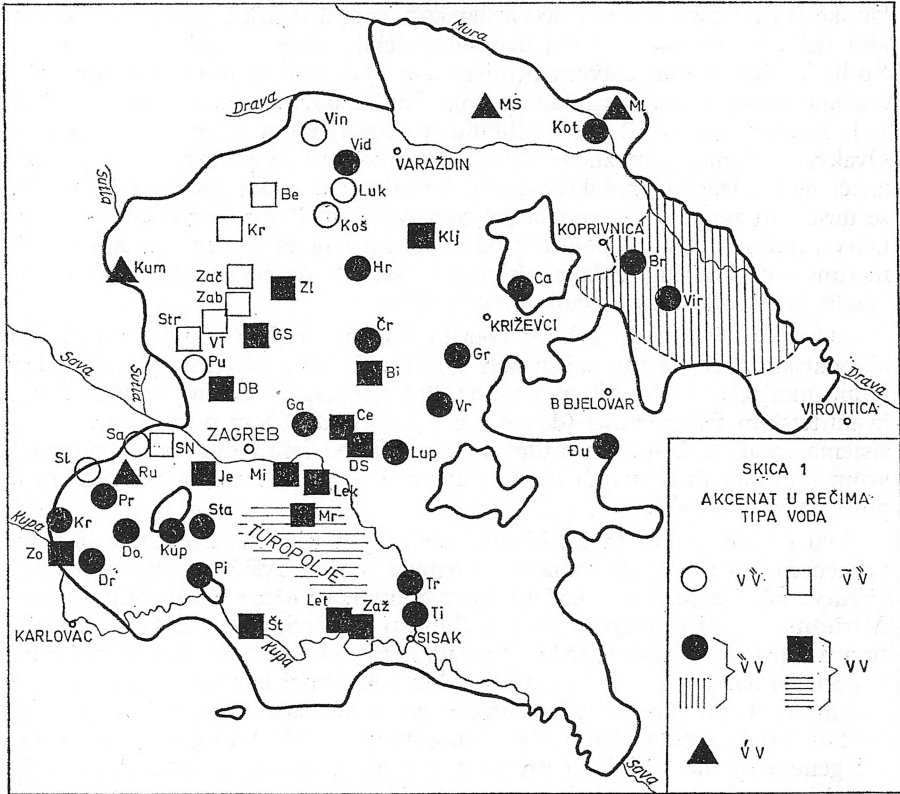 Mura
MŠ
Ml
Drava
Kot
Vin
Vid
VARAŽDIN
Sutla
Be
Luk
Koš
Kr
Klj
KOPRIVNICA
Kum
Zač
Zl
Hr
Ca
Br
Zab
Vir
Str
VT
GS
Čr
KRIŽEVCI
Sava
Sutla
Pu
Gr
DB
Bi
Drava
Vr
B BJELOVAR
VIROVITICA
Ga
Ce
Sa
SN
ZAGREB
DS
Lup
Đu
Sl
Ru
Je
Mi
Lek
Pr
Mr
Kupa
Kr
Sta
Do.
Kup
TUROPOLJE
Zo
Dr
Pi
Tr
Let
Zaž
Ti
KARLOVAC
Št
SISAK
Kupa
Sava
SKICA 1
AKCENAT U REČIMA
TIPA VODA